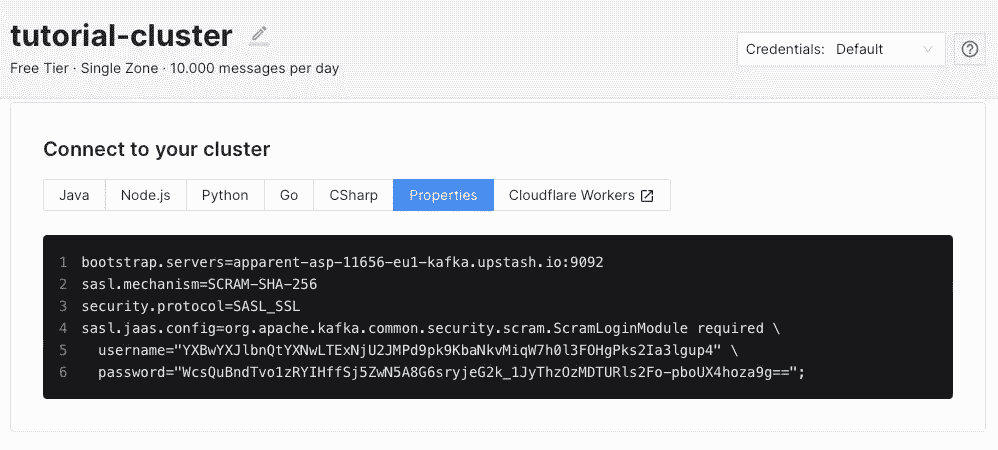 tutorial-cluster
Free Tier · Single Zone · 10.000 messages per day
Credentials: Default
Connect to your cluster
Java Node.js Python Go CSharp Properties Cloudflare Workers
1 bootstrap.servers=apparent-asp-11656-eu1-kafka.upstash.io:9092
2 sasl.mechanism=SCRAM-SHA-256
3 security.protocol=SASL_SSL
4 sasl.jaas.config=org.apache.kafka.common.security.scram.ScramLoginModule required \
5 username="YXBwYXJlbnQtYXNwLTExNjU2JMPd9pk9KbaNkvMiqW7h0l3FOHgPks2Ia3lgup4" \
6 password="WcsQuBndTvo1zRYIHffSj5ZwN5A8G6sryjeG2k_1JyThzOzMDTURls2Fo-pboUX4hoza9g==";